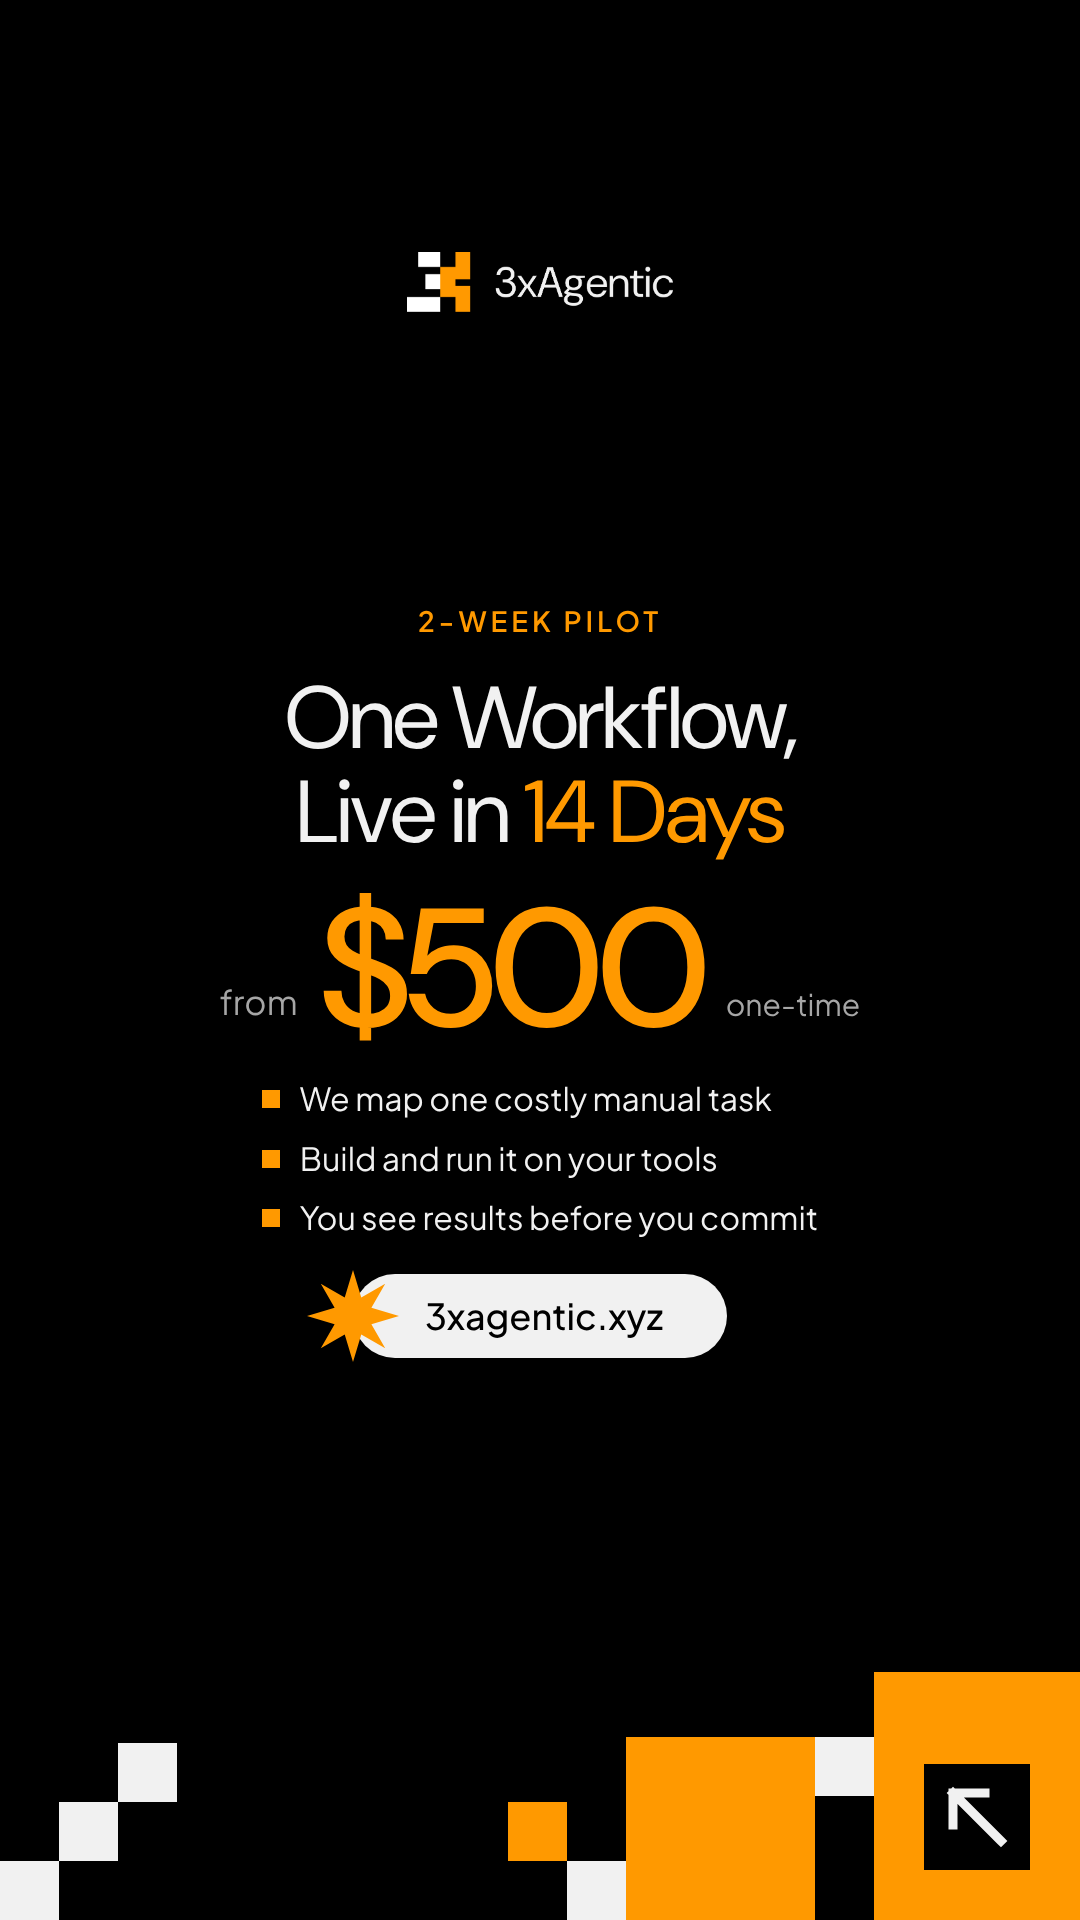 3xAgentic
2-WEEK PILOT
One Workflow,
Live in 14 Days
from $500 one-time
We map one costly manual task
Build and run it on your tools
You see results before you commit
3xagentic.xyz